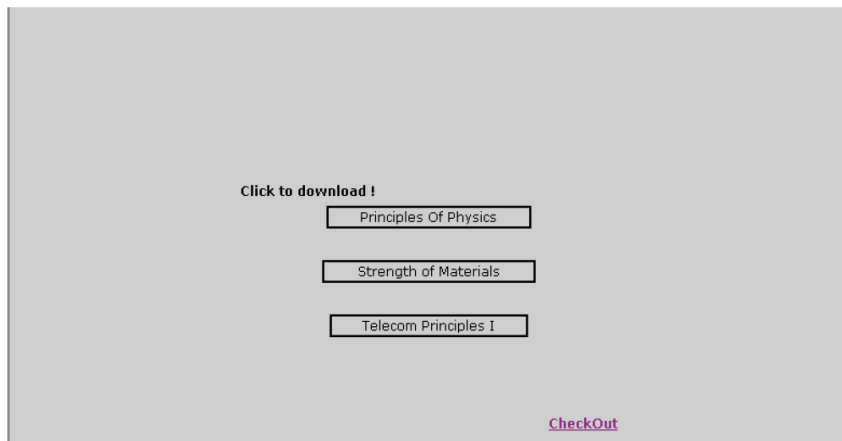 Click to download !
Principles Of Physics
Strength of Materials
Telecom Principles I
CheckOut